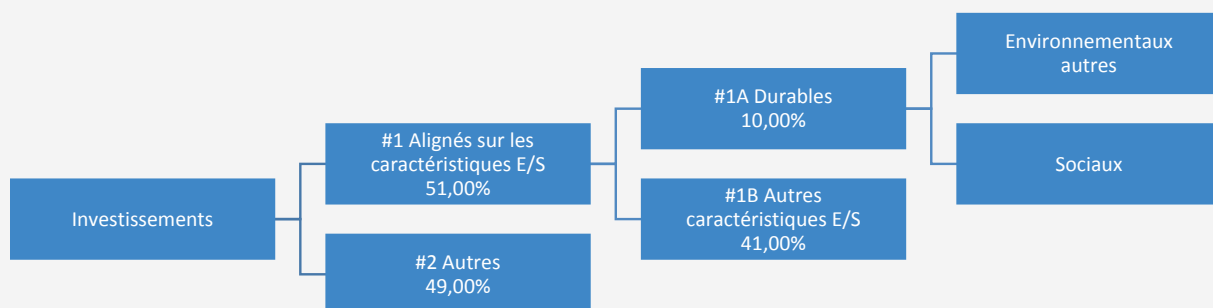 Investissements
#1 Alignés sur les
caractéristiques E/S
51,00%
#2 Autres
49,00%
#1A Durables
10,00%
#1B Autres
caractéristiques E/S
41,00%
Environnementaux
autres
Sociaux